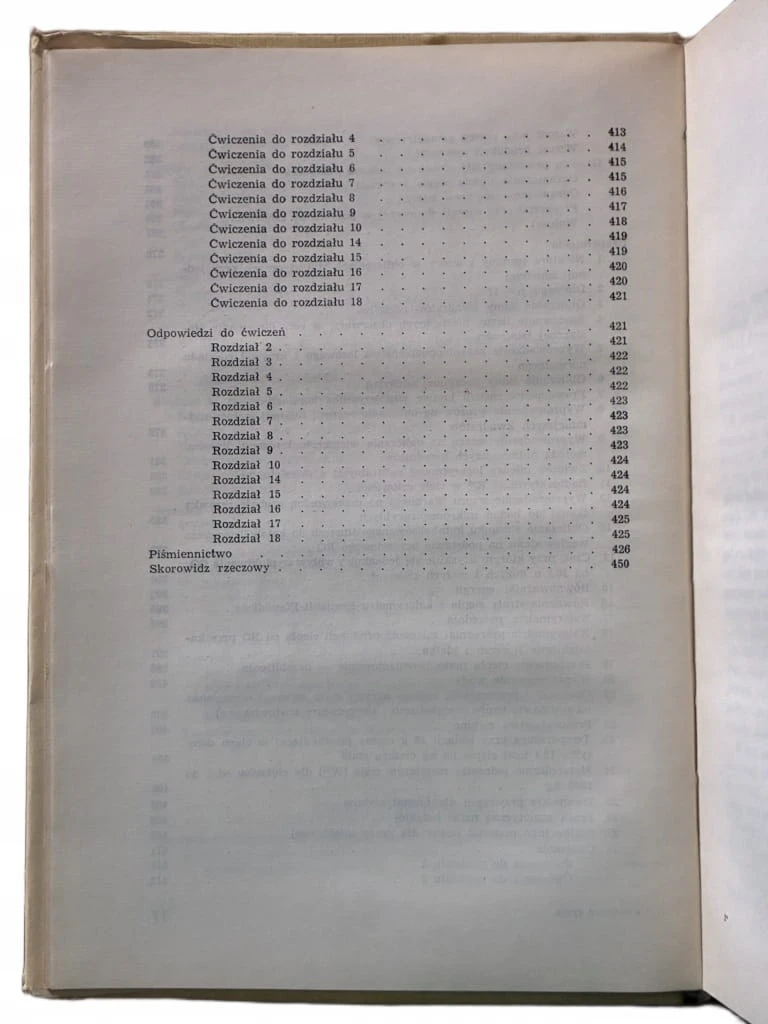 Ćwiczenia do rozdziału 4 . . . . . . . . . . . 413
Ćwiczenia do rozdziału 5 . . . . . . . . . . . 414
Ćwiczenia do rozdziału 6 . . . . . . . . . . . 415
Ćwiczenia do rozdziału 7 . . . . . . . . . . . 415
Ćwiczenia do rozdziału 8 . . . . . . . . . . . 416
Ćwiczenia do rozdziału 9 . . . . . . . . . . . 417
Ćwiczenia do rozdziału 10 . . . . . . . . . . . 418
Ćwiczenia do rozdziału 14 . . . . . . . . . . . 419
Ćwiczenia do rozdziału 15 . . . . . . . . . . . 419
Ćwiczenia do rozdziału 16 . . . . . . . . . . . 420
Ćwiczenia do rozdziału 17 . . . . . . . . . . . 420
Ćwiczenia do rozdziału 18 . . . . . . . . . . . 421
Odpowiedzi do ćwiczeń . . . . . . . . . . . . . . . 421
Rozdział 2 . . . . . . . . . . . . . . . . 421
Rozdział 3 . . . . . . . . . . . . . . . . 422
Rozdział 4 . . . . . . . . . . . . . . . . 422
Rozdział 5 . . . . . . . . . . . . . . . . 422
Rozdział 6 . . . . . . . . . . . . . . . . 423
Rozdział 7 . . . . . . . . . . . . . . . . 423
Rozdział 8 . . . . . . . . . . . . . . . . 423
Rozdział 9 . . . . . . . . . . . . . . . . 423
Rozdział 10 . . . . . . . . . . . . . . . 424
Rozdział 14 . . . . . . . . . . . . . . . 424
Rozdział 15 . . . . . . . . . . . . . . . 424
Rozdział 16 . . . . . . . . . . . . . . . 424
Rozdział 17 . . . . . . . . . . . . . . . 425
Rozdział 18 . . . . . . . . . . . . . . . 425
Piśmiennictwo . . . . . . . . . . . . . . . . . 426
Skorowidz rzeczowy . . . . . . . . . . . . . . . . 450